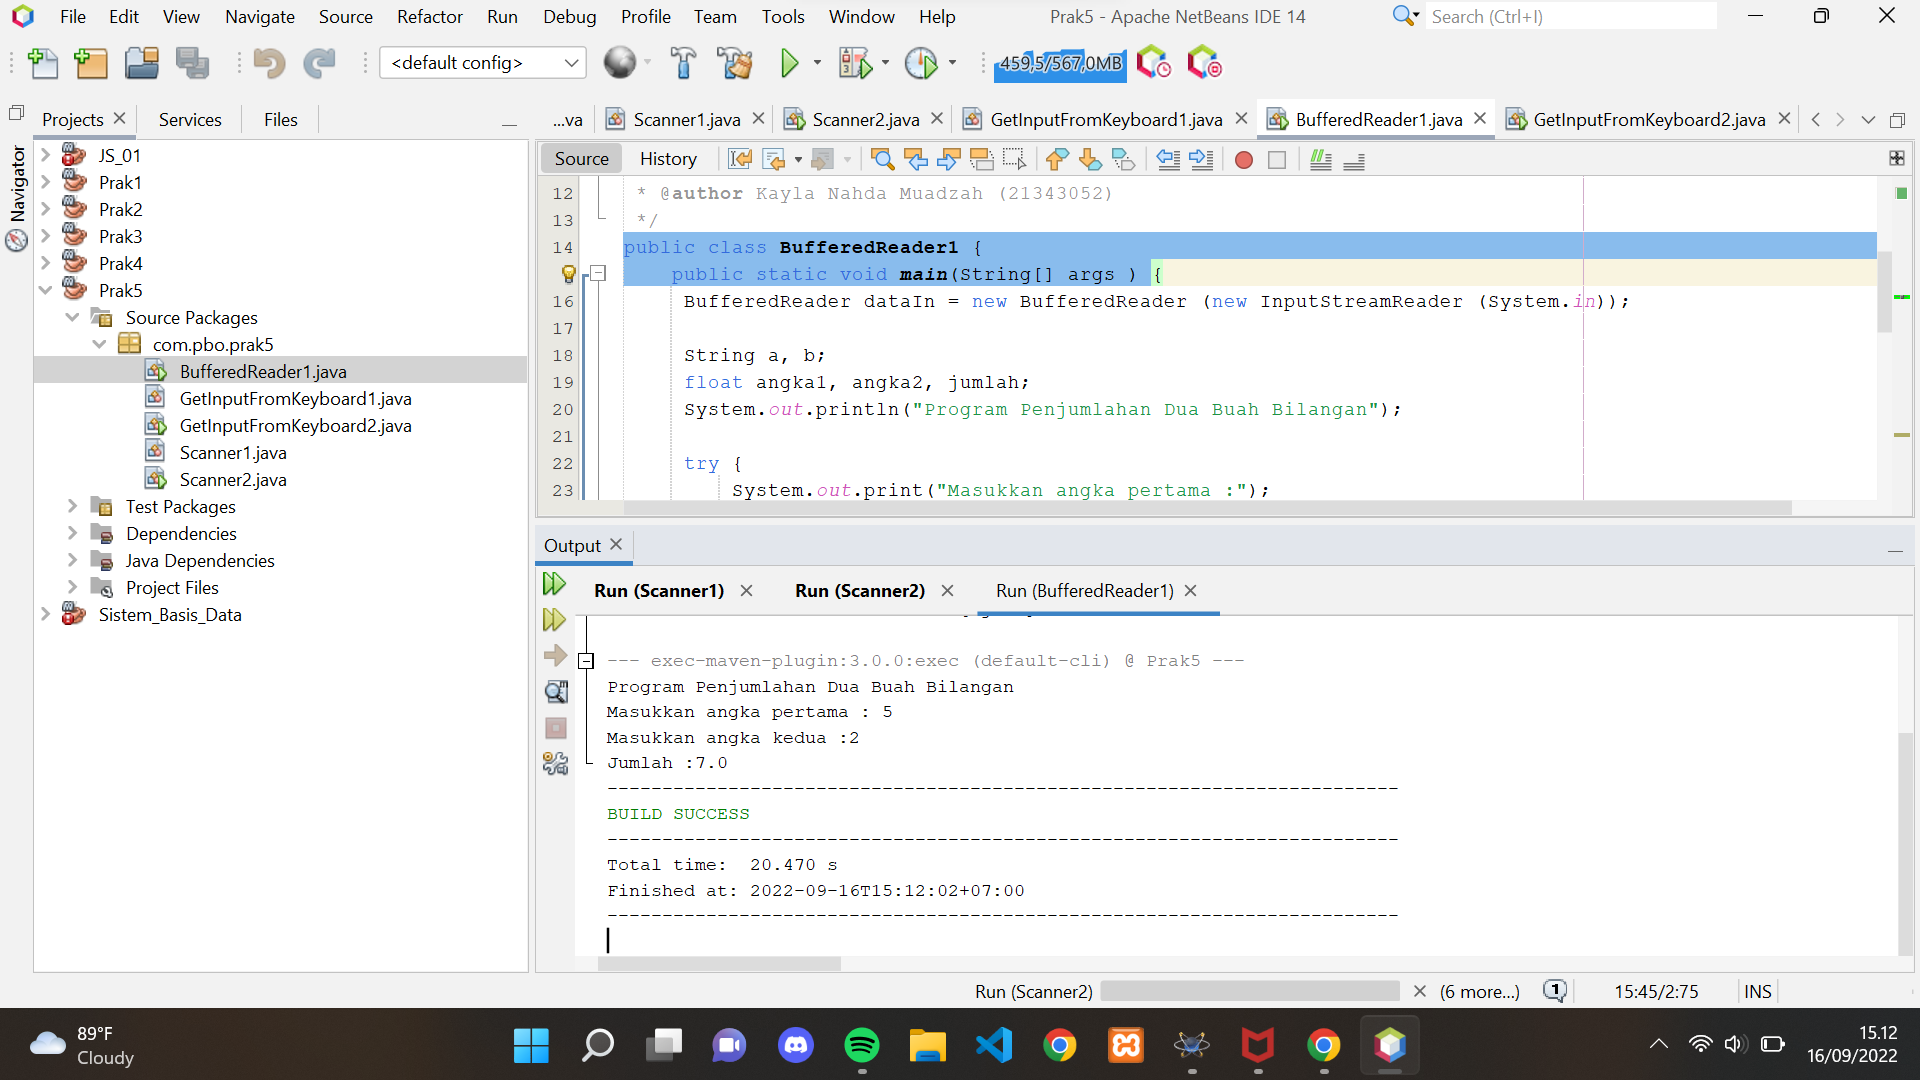 File Edit View Navigate Source Refactor Run Debug Profile Team Tools Window Help Prak5 - Apache NetBeans IDE 14 Search (Ctrl+I)
<default config> 459,5/567,0MB
Projects Services Files ...va Scanner1.java Scanner2.java GetInputFromKeyboard1.java BufferedReader1.java GetInputFromKeyboard2.java
Navigator
Source History
JS_01
Prak1
Prak2
Prak3
Prak4
Prak5
Source Packages
com.pbo.prak5
BufferedReader1.java
GetInputFromKeyboard1.java
GetInputFromKeyboard2.java
Scanner1.java
Scanner2.java
Test Packages
Dependencies
Java Dependencies
Project Files
Sistem_Basis_Data
12 * @author Kayla Nahda Muadzah (21343052)
13 */
14 public class BufferedReader1 {
public static void main(String[] args ) {
16 BufferedReader dataIn = new BufferedReader (new InputStreamReader (System.in));
17
18 String a, b;
19 float angka1, angka2, jumlah;
20 System.out.println("Program Penjumlahan Dua Buah Bilangan");
21
22 try {
23 System.out.print("Masukkan angka pertama :");
Output
Run (Scanner1) Run (Scanner2) Run (BufferedReader1)
--- exec-maven-plugin:3.0.0:exec (default-cli) @ Prak5 ---
Program Penjumlahan Dua Buah Bilangan
Masukkan angka pertama : 5
Masukkan angka kedua :2
Jumlah :7.0
------------------------------------------------------------------------
BUILD SUCCESS
------------------------------------------------------------------------
Total time:  20.470 s
Finished at: 2022-09-16T15:12:02+07:00
------------------------------------------------------------------------
Run (Scanner2) (6 more...) 1 15:45/2:75 INS
89°F
Cloudy
15.12
16/09/2022